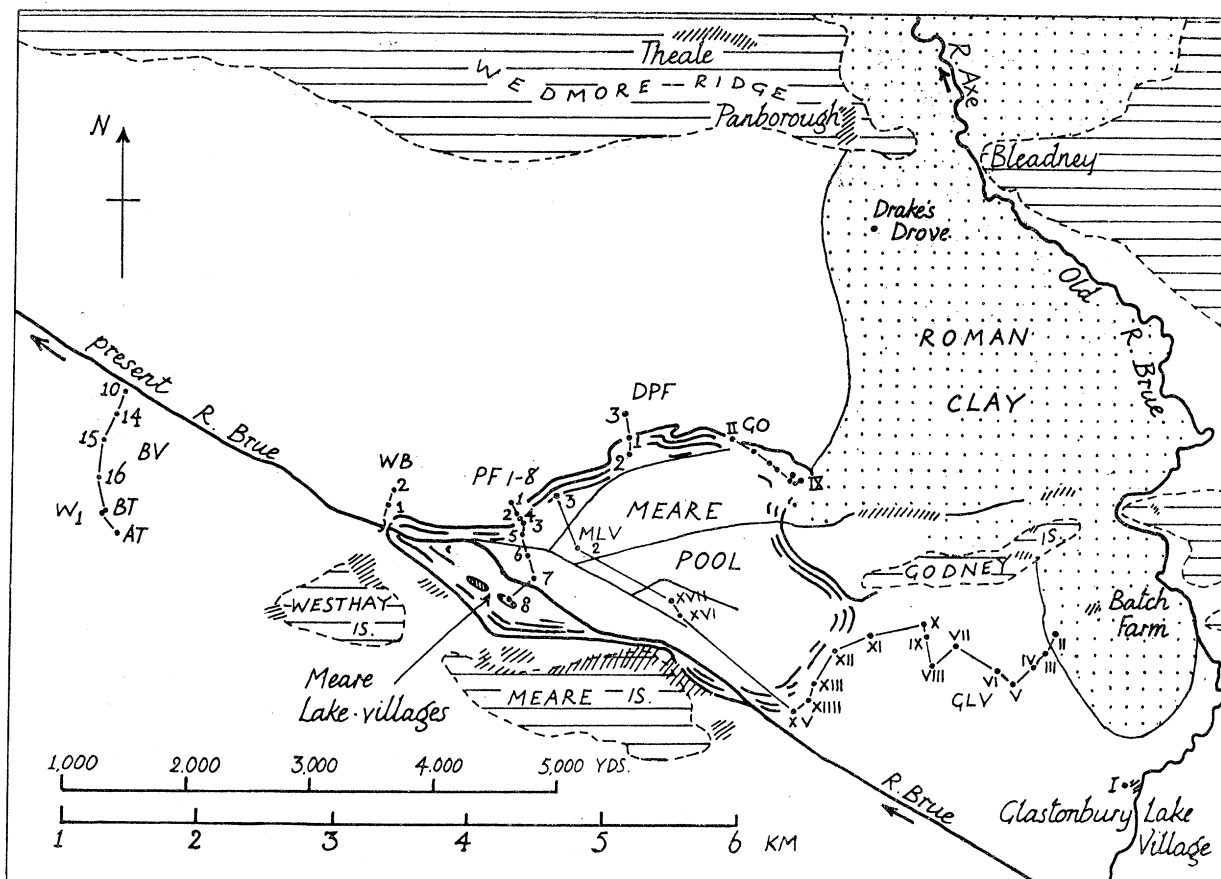 Theale
WEDMORE RIDGE
Panborough
R. Axe
Bleadney
N
Drake's
Drove
Old
R. Brue
ROMAN
CLAY
present
R. Brue
10
14
15
BV
16
W1
BT
AT
WB
2
1
PF 1-8
1
2
4
3
5
6
7
8
DPF
3
1
2
II GO
IX
3
MEARE
MLV
2
POOL
XVII
XVI
GODNEY
IS.
Batch
Farm
WESTHAY
IS.
X
XI
IX
VII
II
XII
VIII
IV
III
VI
V
XIII
GLV
XIIII
XV
MEARE IS.
Meare
Lake-villages
1,000 2,000 3,000 4,000 5,000 YDS.
1 2 3 4 5 6 KM
R. Brue
I
Glastonbury Lake
Village